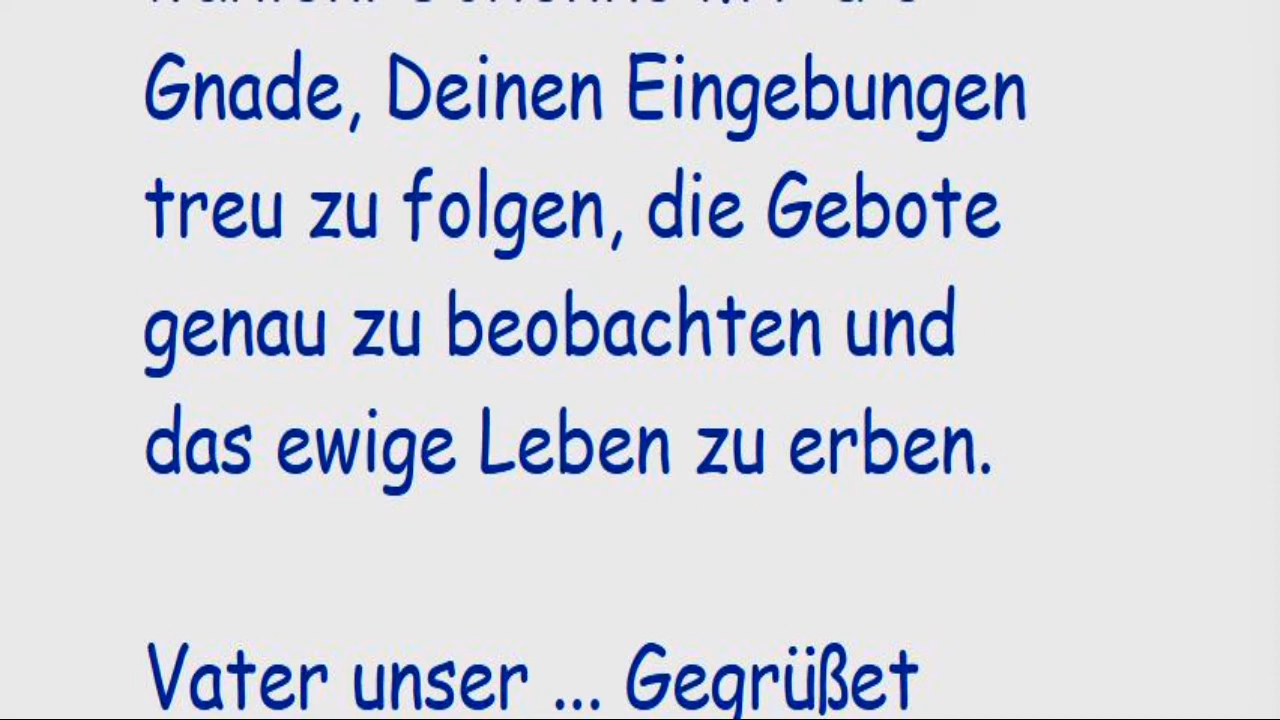 Gnade, Deinen Eingebungen
treu zu folgen, die Gebote
genau zu beobachten und
das ewige Leben zu erben.
Vater unser ... Gegrüßet